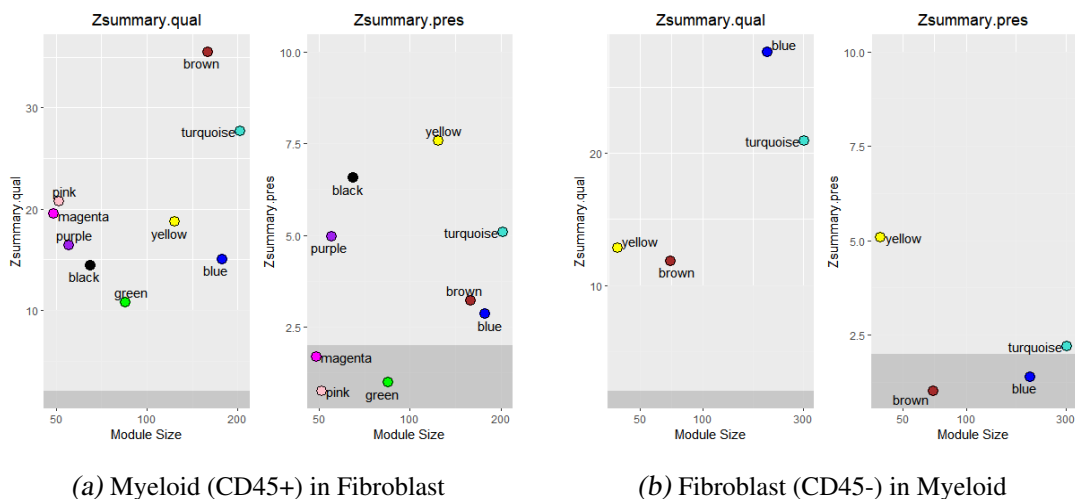 Zsummary.qual
Zsummary.qual
30
20
10
brown
turquoise
pink
magenta
purple
yellow
black
blue
green
50 100 200
Module Size
Zsummary.pres
Zsummary.pres
10.0
7.5
5.0
2.5
yellow
black
purple
turquoise
brown
blue
magenta
pink
green
50 100 200
Module Size
(a) Myeloid (CD45+) in Fibroblast
Zsummary.qual
Zsummary.qual
20
10
blue
turquoise
yellow
brown
50 100 300
Module Size
Zsummary.pres
Zsummary.pres
10.0
7.5
5.0
2.5
yellow
turquoise
blue
brown
50 100 300
Module Size
(b) Fibroblast (CD45-) in Myeloid